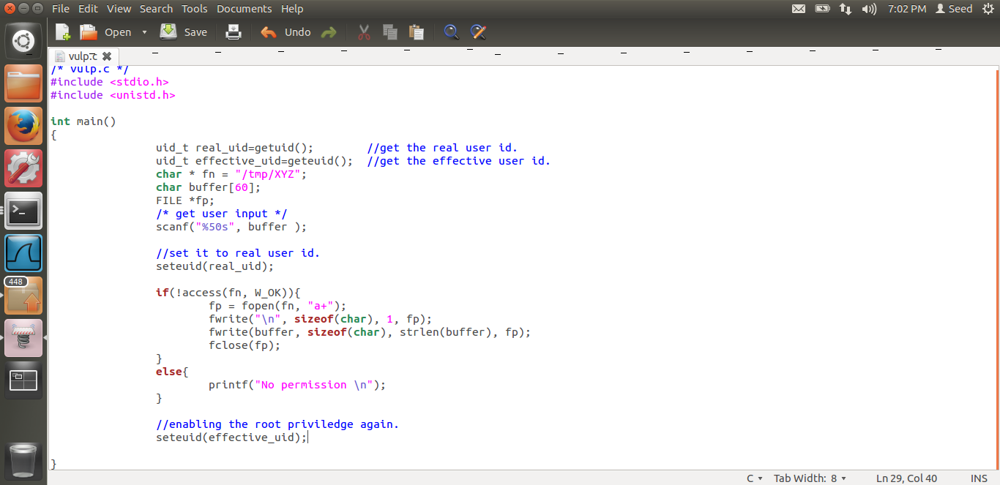 File Edit View Search Tools Documents Help 7:02 PM Seed
Open Save Undo
vulp.c
/* vulp.c */
#include <stdio.h>
#include <unistd.h>
int main()
{
uid_t real_uid=getuid(); //get the real user id.
uid_t effective_uid=geteuid(); //get the effective user id.
char * fn = "/tmp/XYZ";
char buffer[60];
FILE *fp;
/* get user input */
scanf("%50s", buffer );
//set it to real user id.
seteuid(real_uid);
if(!access(fn, W_OK)){
fp = fopen(fn, "a+");
fwrite("\n", sizeof(char), 1, fp);
fwrite(buffer, sizeof(char), strlen(buffer), fp);
fclose(fp);
}
else{
printf("No permission \n");
}
//enabling the root priviledge again.
seteuid(effective_uid);
}
448
C Tab Width: 8 Ln 29, Col 40 INS